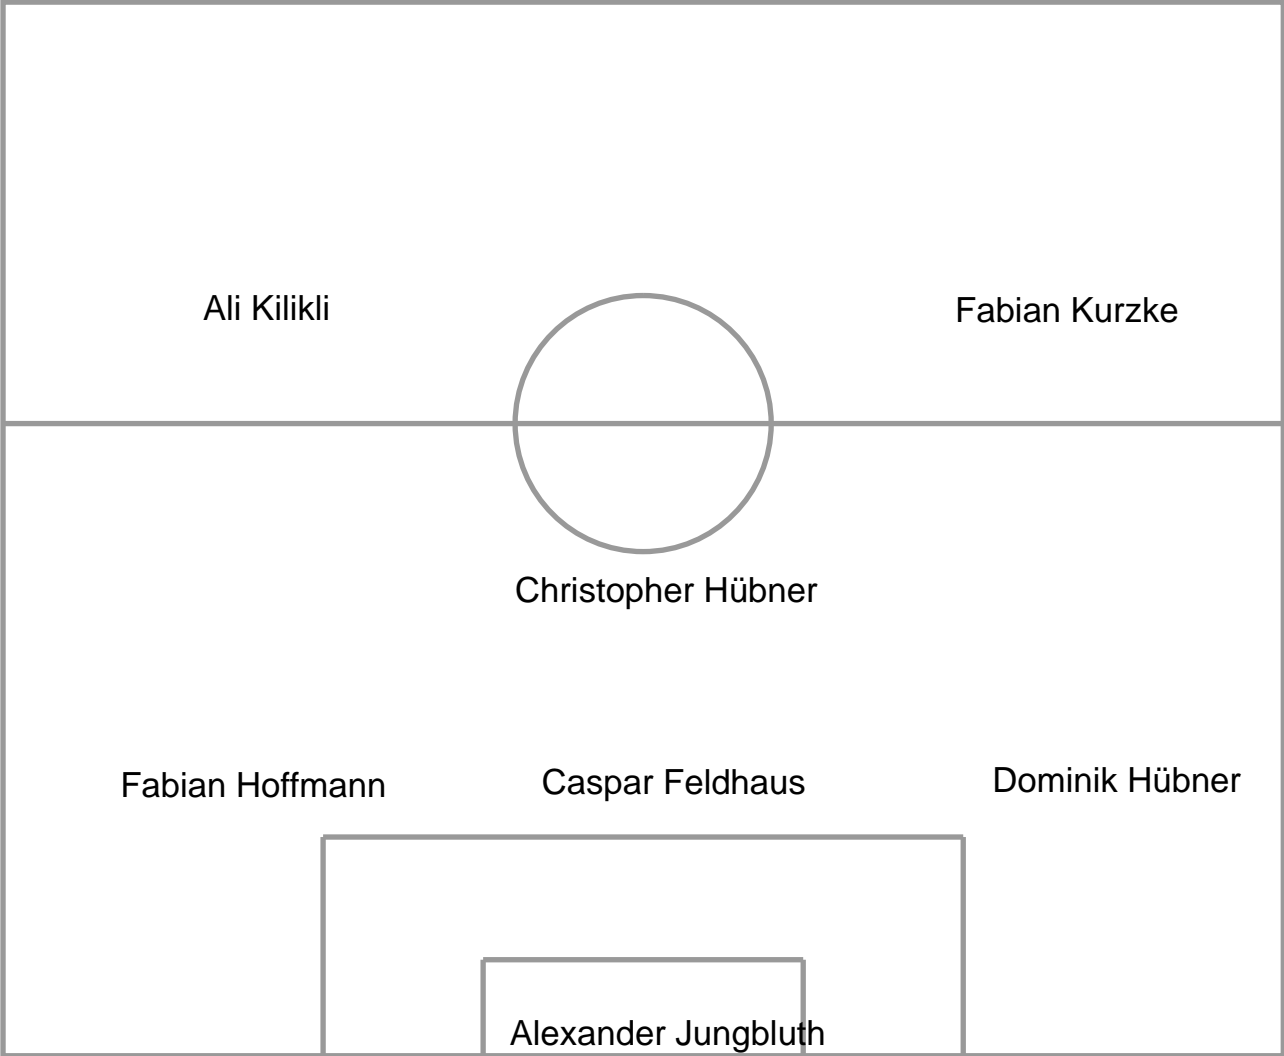 Ali Kilikli
Fabian Kurzke
Christopher Hübner
Fabian Hoffmann
Caspar Feldhaus
Dominik Hübner
Alexander Jungbluth